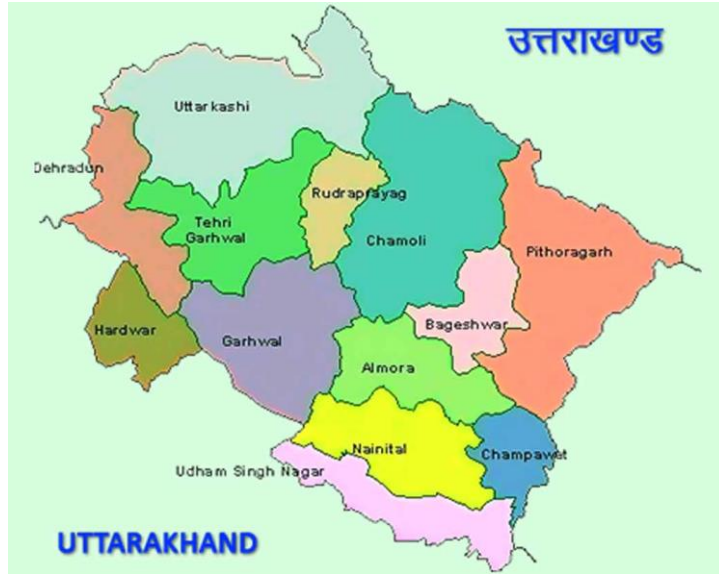 उत्तराखण्ड
Uttarkashi
Dehradun
Rudraprayag
Tehri
Garhwal
Chamoli
Pithoragarh
Hardwar
Garhwal
Bageshwar
Almora
Nainital
Champawet
Udham Singh Nagar
UTTARAKHAND